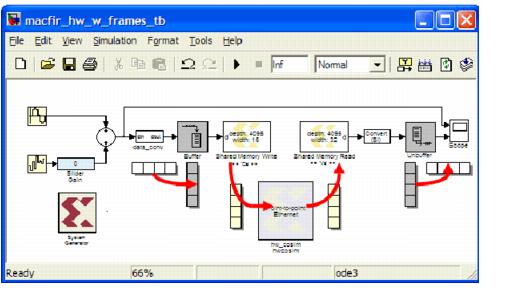 macfir_hw_w_frames_tb
File Edit View Simulation Format Tools Help
Inf Normal
depth: 4096
width: 16
depth: 4096
width: 32
Convert
data_conv
Buffer
Shared Memory Write
Shared Memory Read
Unbuffer
Scope
0
Slider
Gain
System
Generator
point-to-point
Ethernet
hw_cosim
hwcosim
Ready 66% ode3